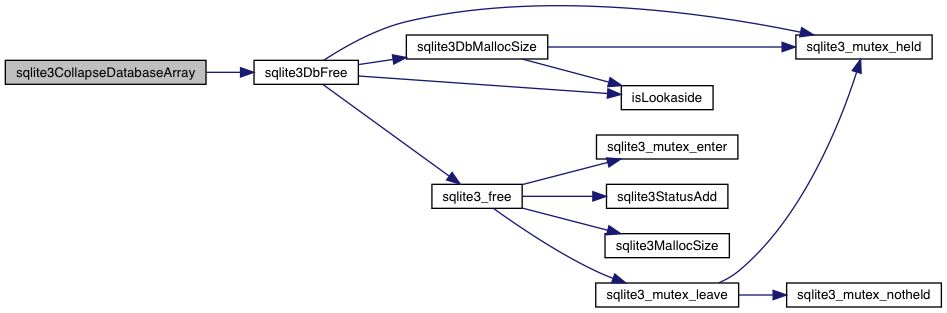 sqlite3CollapseDatabaseArray
sqlite3DbFree
sqlite3DbMallocSize
sqlite3_mutex_held
isLookaside
sqlite3_free
sqlite3_mutex_enter
sqlite3StatusAdd
sqlite3MallocSize
sqlite3_mutex_leave
sqlite3_mutex_notheld